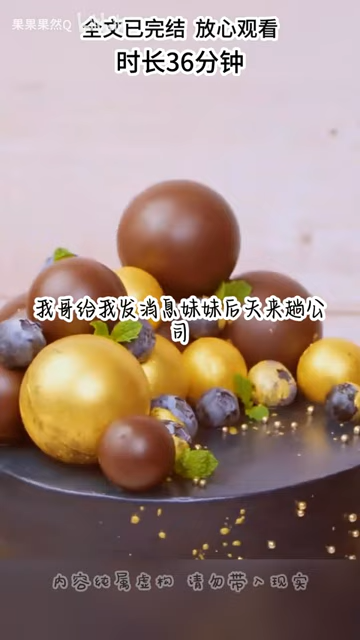 果果果然Q
全文已完结 放心观看
时长36分钟
我哥给我发消息妹妹后天来趟公
司
内容纯属虚构 请勿带入现实